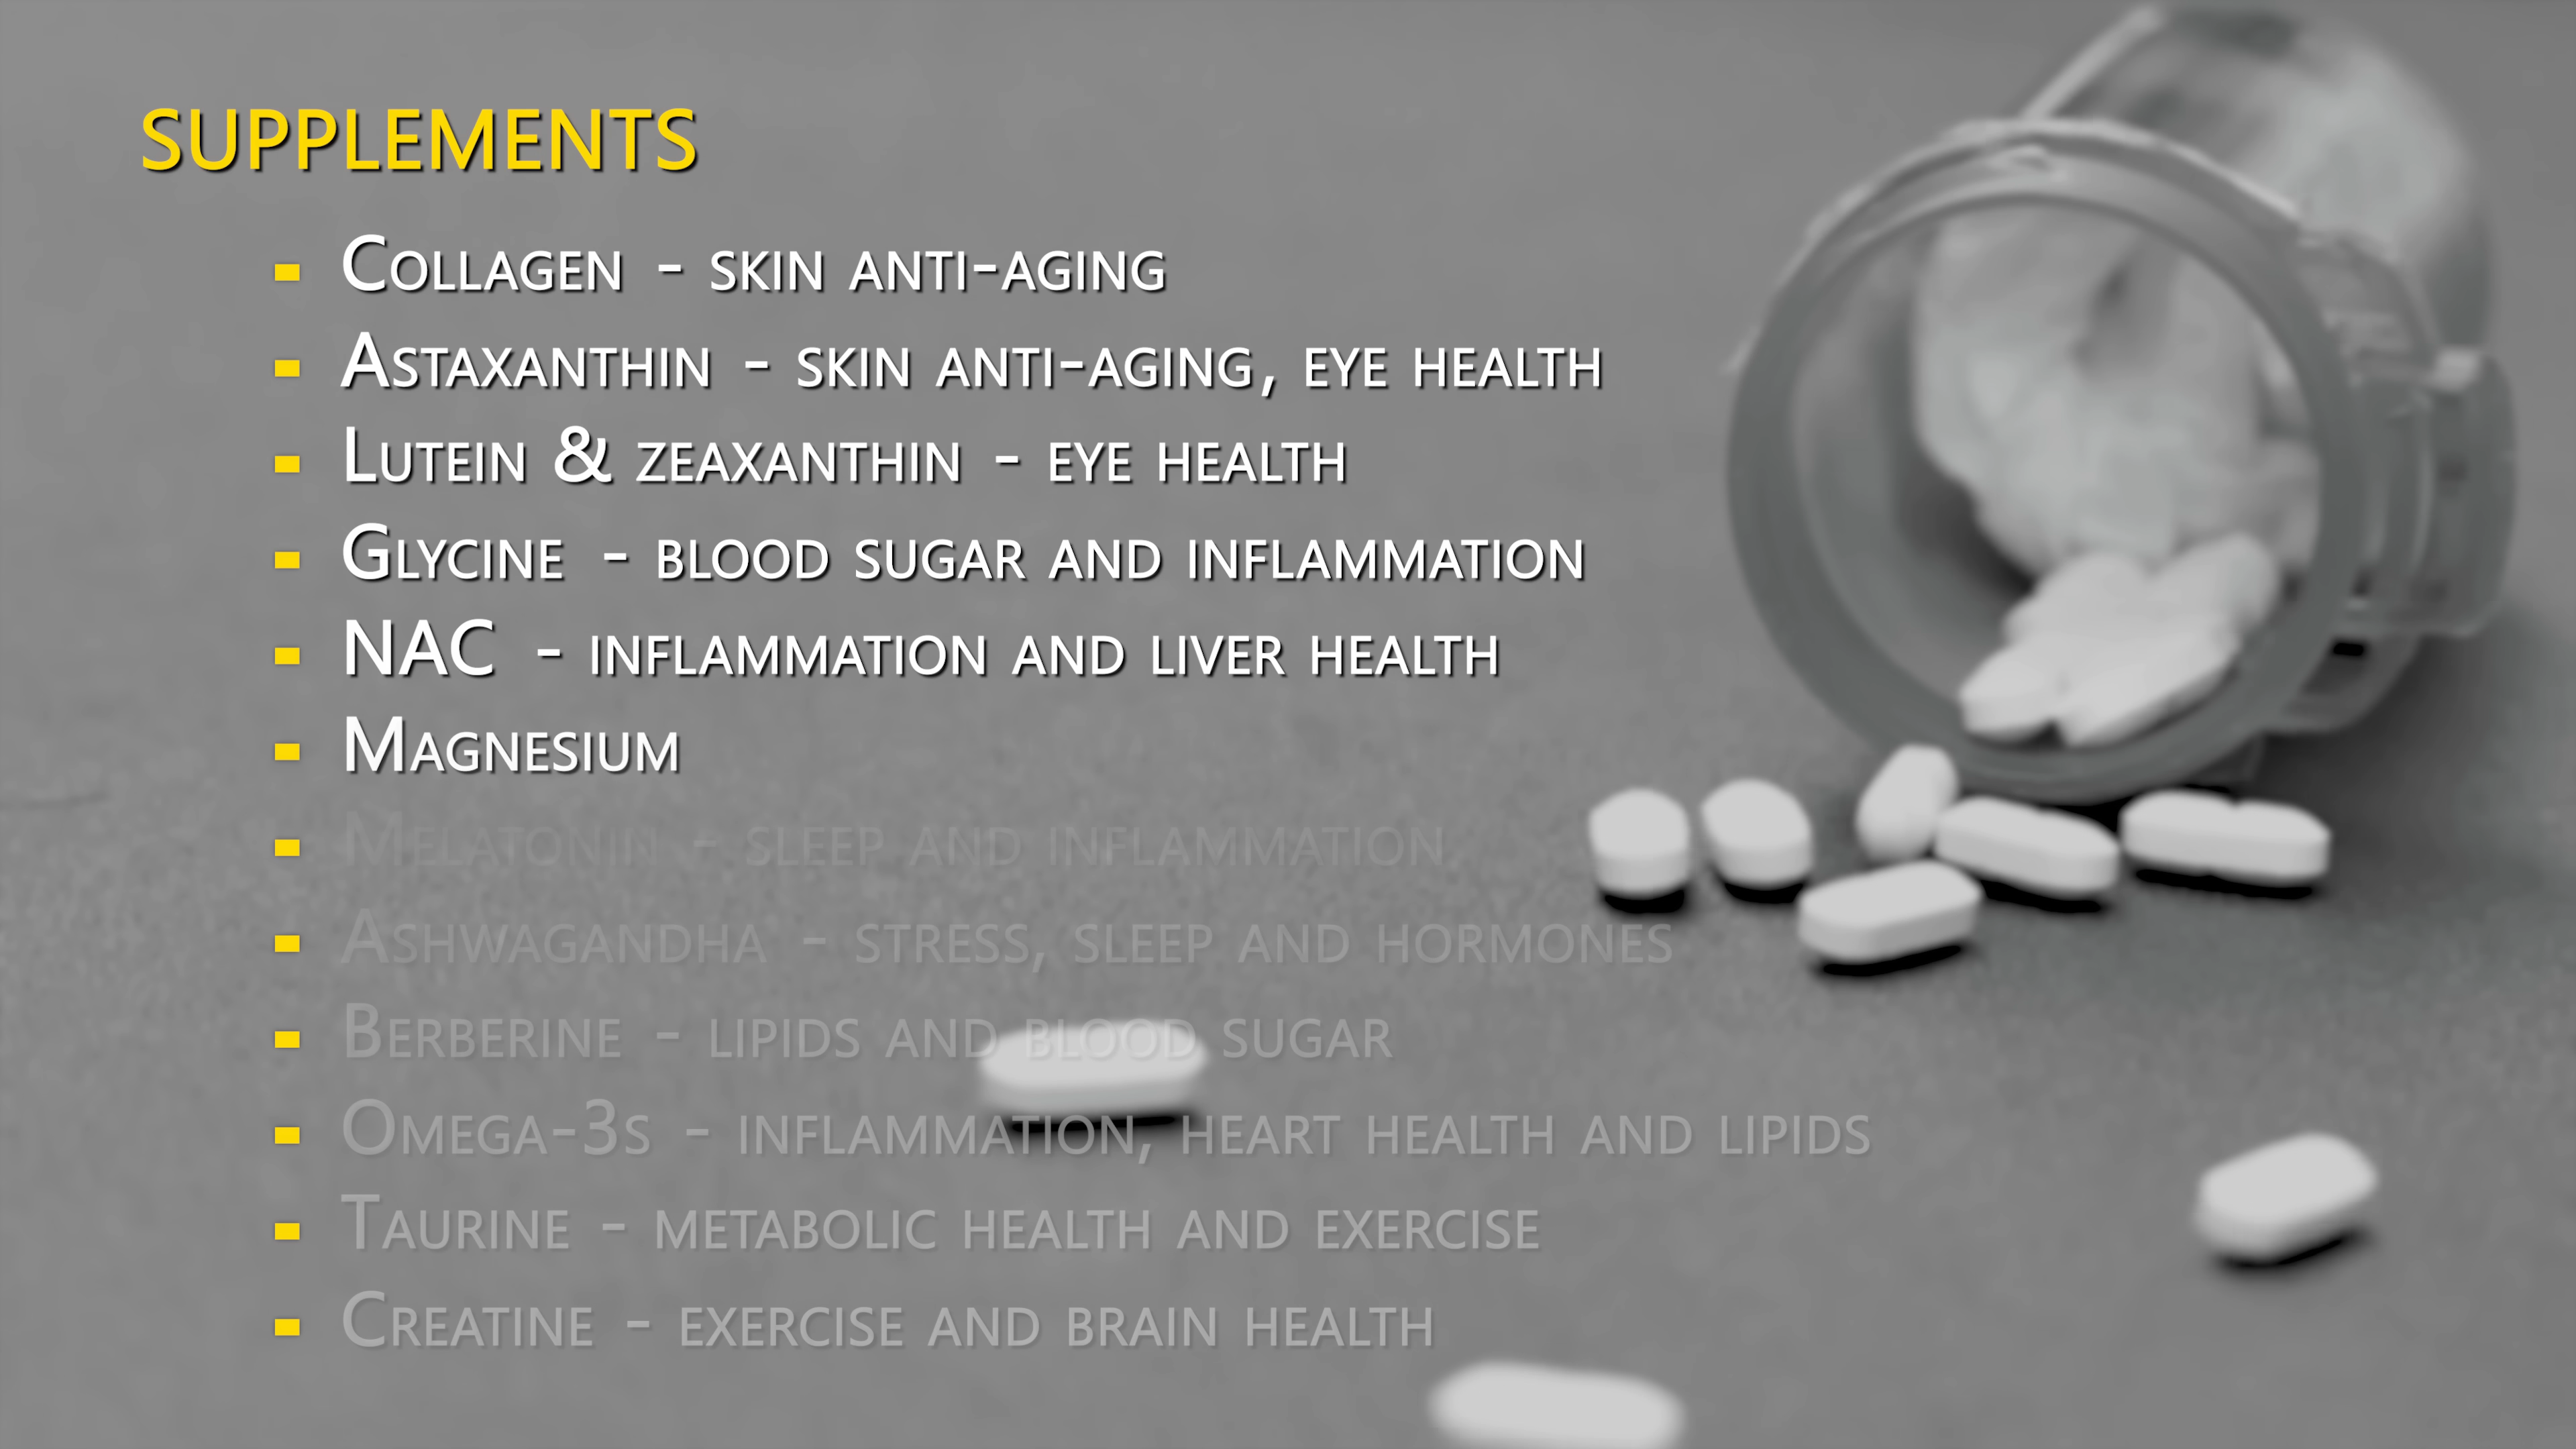 SUPPLEMENTS
COLLAGEN - SKIN ANTI-AGING
ASTAXANTHIN - SKIN ANTI-AGING, EYE HEALTH
LUTEIN & ZEAXANTHIN - EYE HEALTH
GLYCINE - BLOOD SUGAR AND INFLAMMATION
NAC - INFLAMMATION AND LIVER HEALTH
MAGNESIUM
MELATONIN - SLEEP AND INFLAMMATION
ASHWAGANDHA - STRESS, SLEEP AND HORMONES
BERBERINE - LIPIDS AND BLOOD SUGAR
OMEGA-3S - INFLAMMATION, HEART HEALTH AND LIPIDS
TAURINE - METABOLIC HEALTH AND EXERCISE
CREATINE - EXERCISE AND BRAIN HEALTH